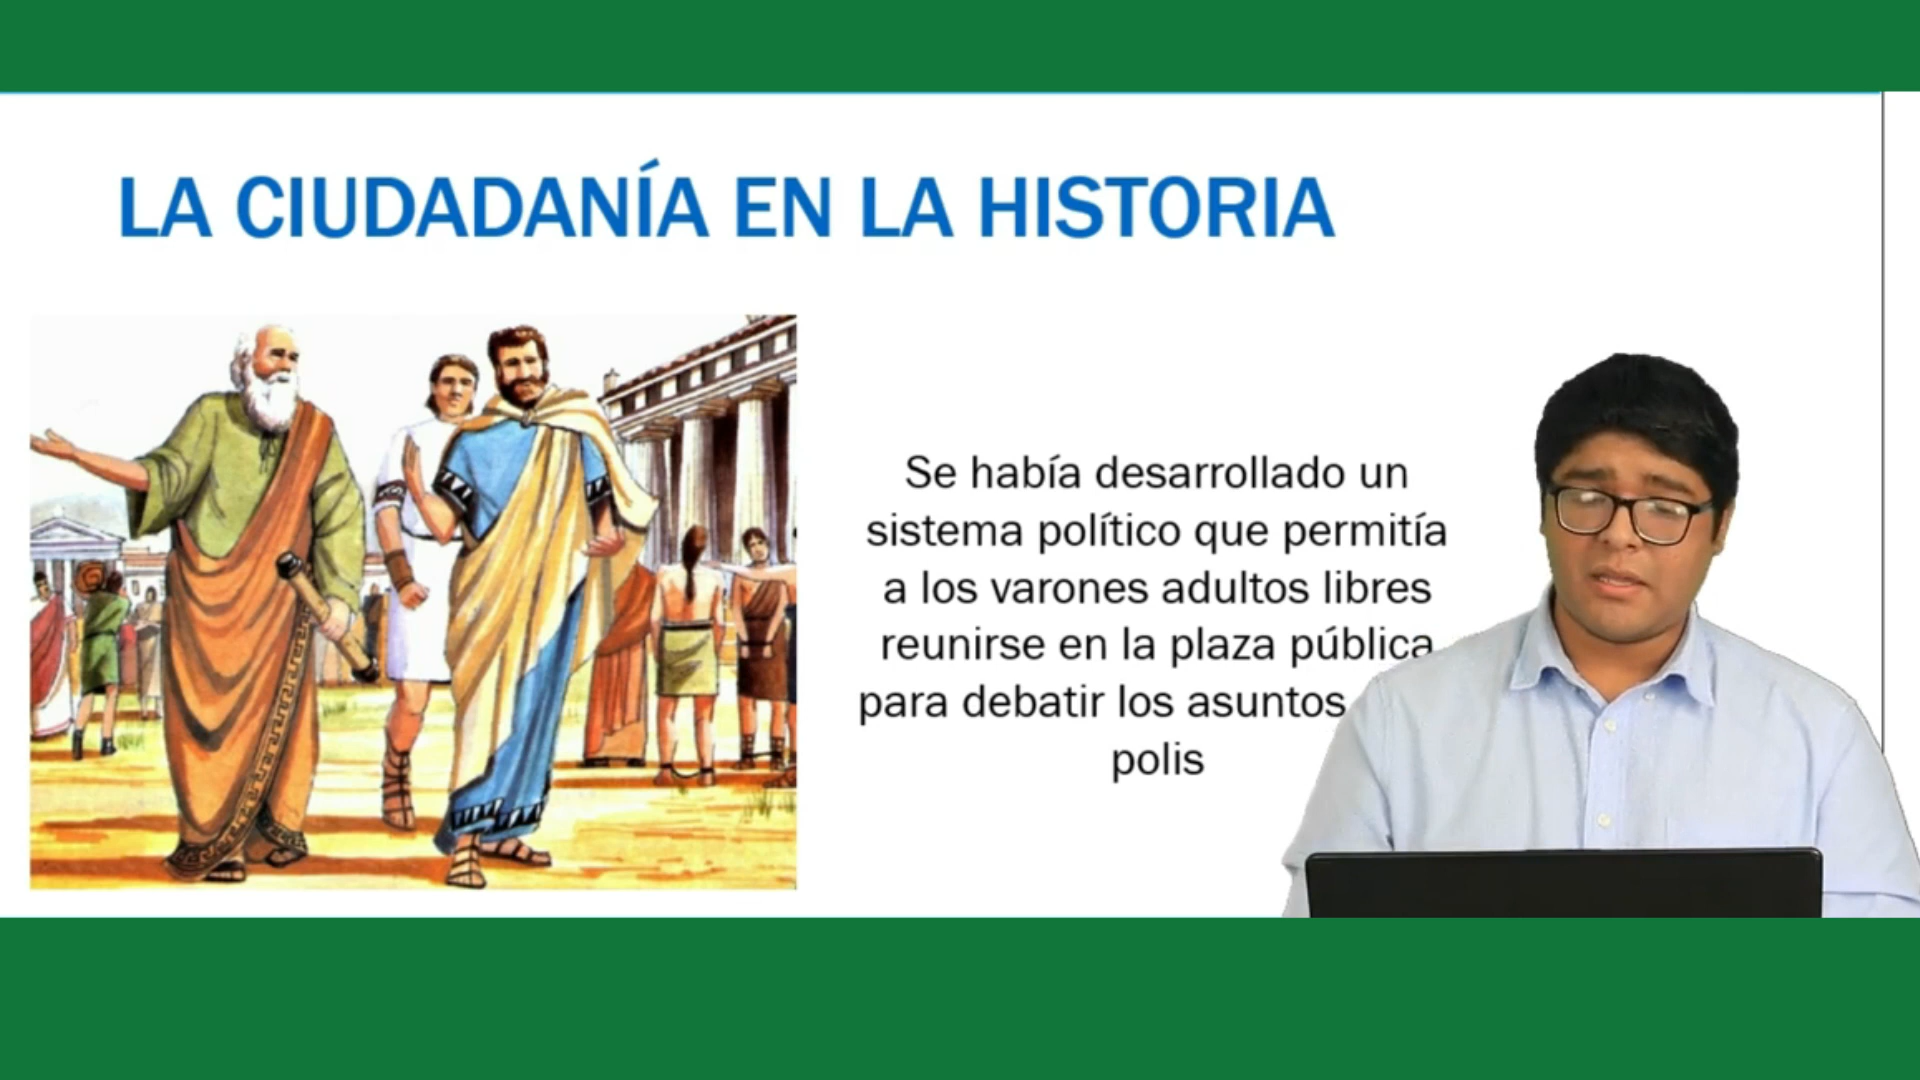 LA CIUDADANÍA EN LA HISTORIA
Se había desarrollado un
sistema político que permitía
a los varones adultos libres
reunirse en la plaza pública
para debatir los asuntos
polis